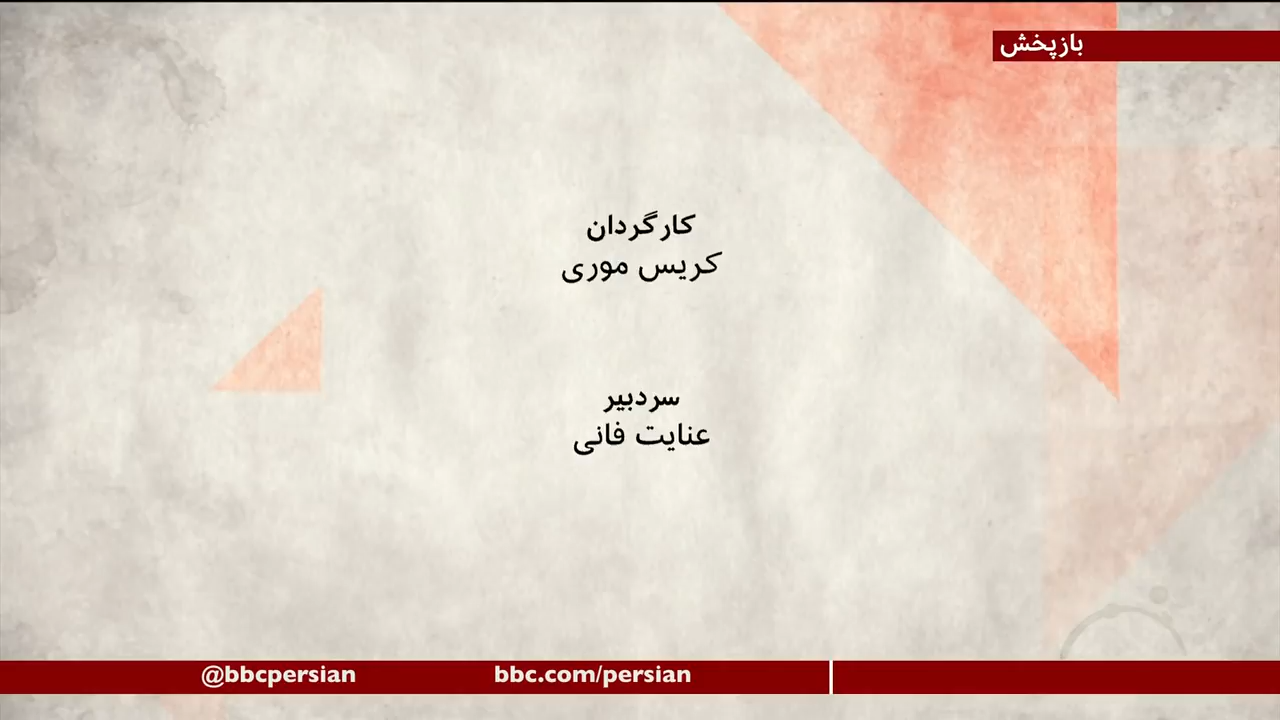 بازپخش
کارگردان
کریس موری
سردبیر
عنایت فانی
@bbcpersian
bbc.com/persian